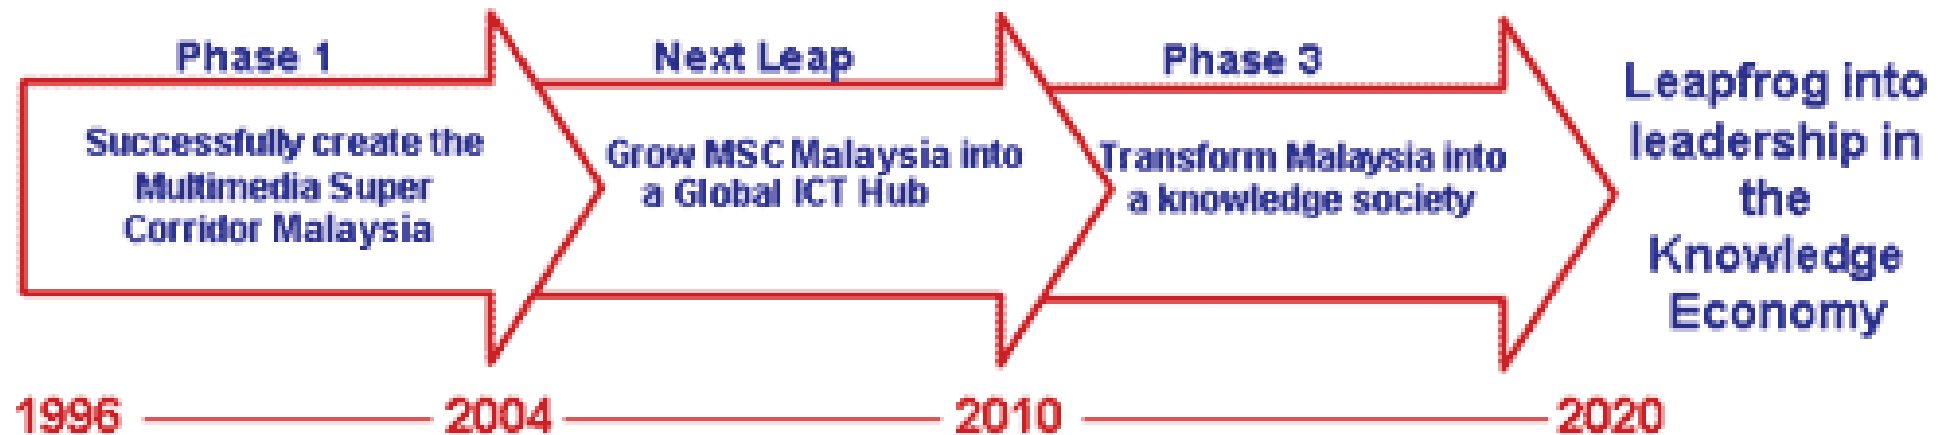 Phase 1
Successfully create the
Multimedia Super
Corridor Malaysia
Next Leap
Grow MSC Malaysia into
a Global ICT Hub
Phase 3
Transform Malaysia into
a knowledge society
Leapfrog into
leadership in
the
Knowledge
Economy
1996
2004
2010
2020